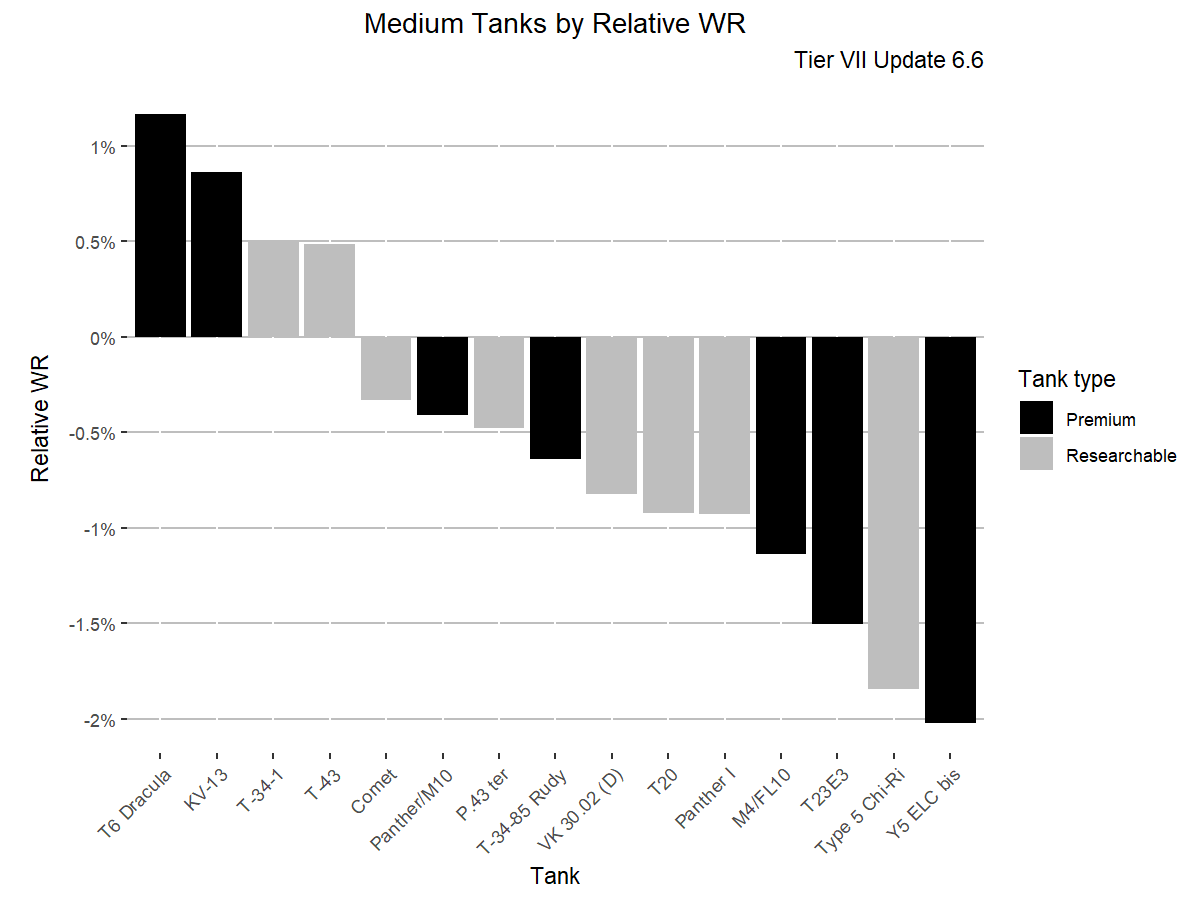 Medium Tanks by Relative WR
Tier VII Update 6.6
1%
0.5%
0%
-0.5%
-1%
-1.5%
-2%
Relative WR
T6 Dracula
KV-13
T-34-1
T-43
Comet
Panther/M10
P.43 ter
T-34-85 Rudy
VK 30.02 (D)
T20
Panther I
M4/FL10
T23E3
Type 5 Chi-Ri
Y5 ELC bis
Tank
Tank type
Premium
Researchable